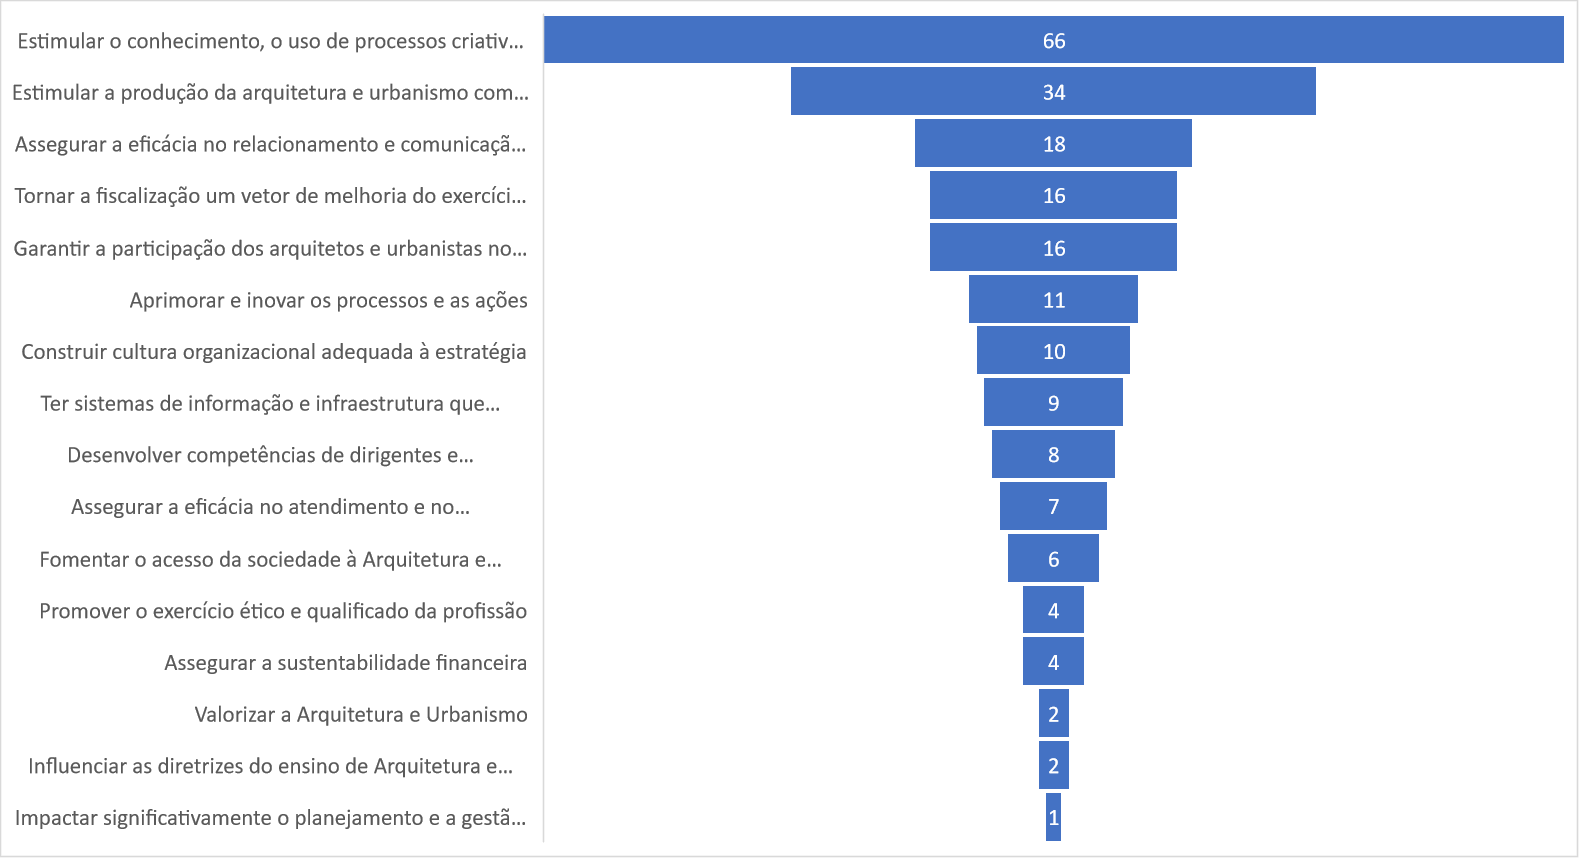 Estimular o conhecimento, o uso de processos criativ... 66
Estimular a produção da arquitetura e urbanismo com... 34
Assegurar a eficácia no relacionamento e comunicaçã... 18
Tornar a fiscalização um vetor de melhoria do exercíci... 16
Garantir a participação dos arquitetos e urbanistas no... 16
Aprimorar e inovar os processos e as ações 11
Construir cultura organizacional adequada à estratégia 10
Ter sistemas de informação e infraestrutura que... 9
Desenvolver competências de dirigentes e... 8
Assegurar a eficácia no atendimento e no... 7
Fomentar o acesso da sociedade à Arquitetura e... 6
Promover o exercício ético e qualificado da profissão 4
Assegurar a sustentabilidade financeira 4
Valorizar a Arquitetura e Urbanismo 2
Influenciar as diretrizes do ensino de Arquitetura e... 2
Impactar significativamente o planejamento e a gestã... 1